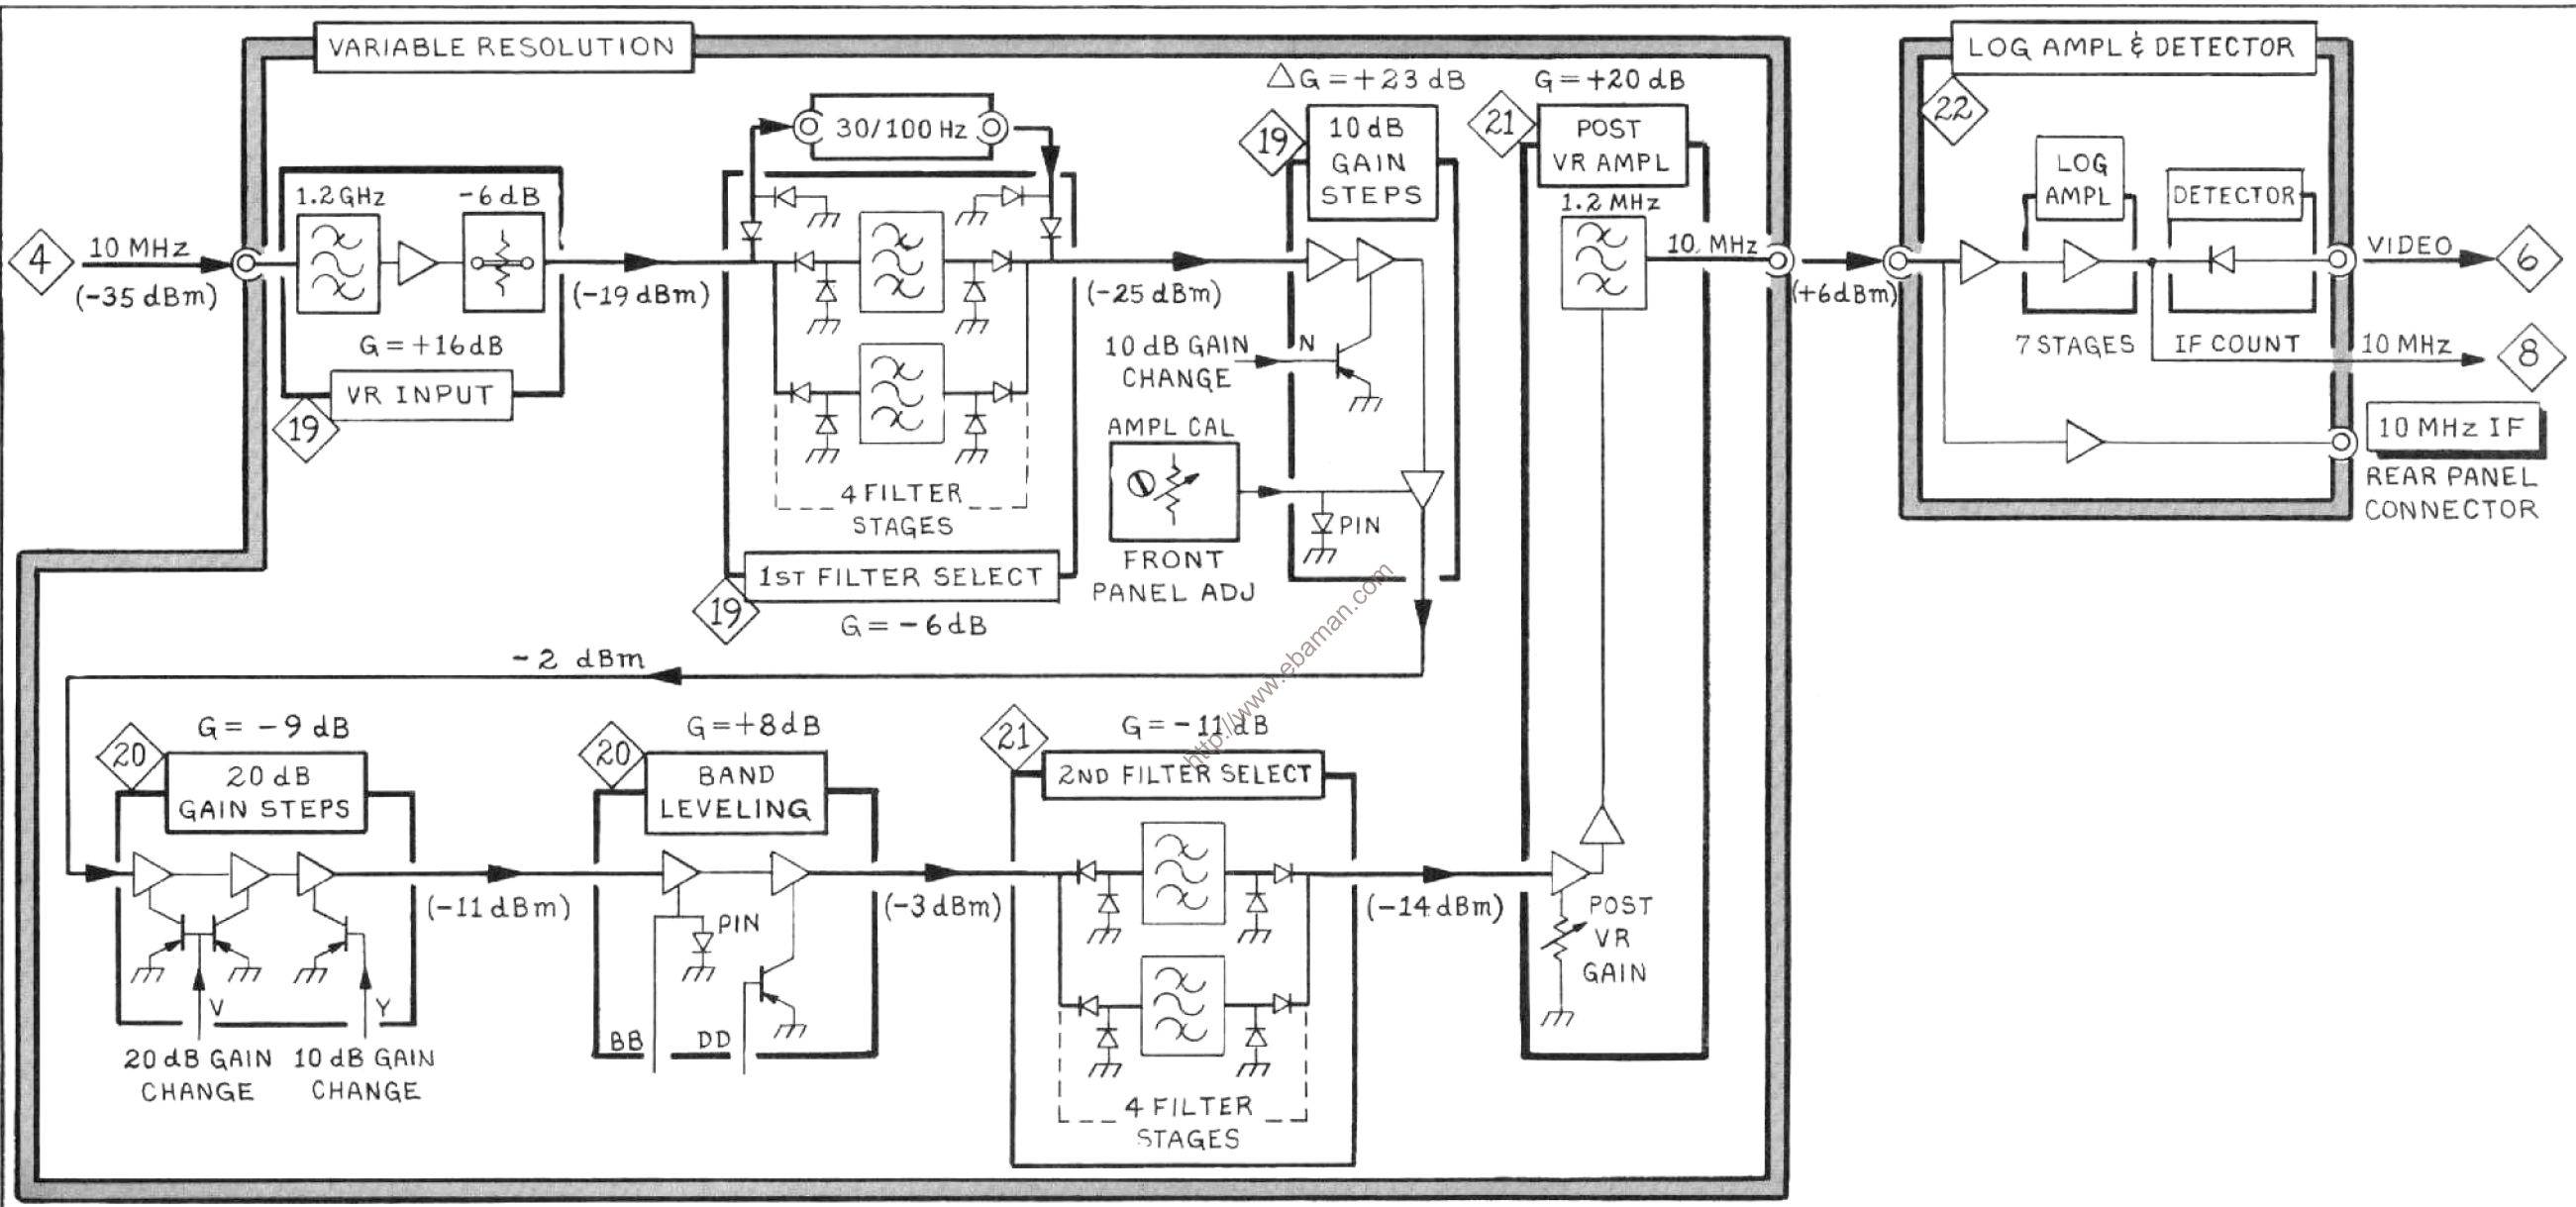 VARIABLE RESOLUTION
LOG AMPL & DETECTOR
22
△G=+23 dB
G=+20 dB
30/100 Hz
19
10 dB
GAIN
STEPS
21
POST
VR AMPL
LOG
AMPL
DETECTOR
1.2 GHz
-6 dB
1.2 MHz
4
10 MHz
(-35 dBm)
(-19 dBm)
(-25 dBm)
10 MHz
(+6dBm)
VIDEO
6
G=+16dB
VR INPUT
19
10 dB GAIN
CHANGE
N
7 STAGES
IF COUNT
10 MHz
8
AMPL CAL
10 MHz IF
REAR PANEL
CONNECTOR
4 FILTER
STAGES
PIN
FRONT
PANEL ADJ
1ST FILTER SELECT
19
G=-6dB
-2 dBm
http://www.ebaman.com
G= -9 dB
20
20 dB
GAIN STEPS
G=+8dB
20
BAND
LEVELING
G=-11 dB
21
2ND FILTER SELECT
(-11 dBm)
(-3 dBm)
(-14 dBm)
PIN
POST
VR
GAIN
V
Y
BB
DD
20 dB GAIN
CHANGE
10 dB GAIN
CHANGE
4 FILTER
STAGES